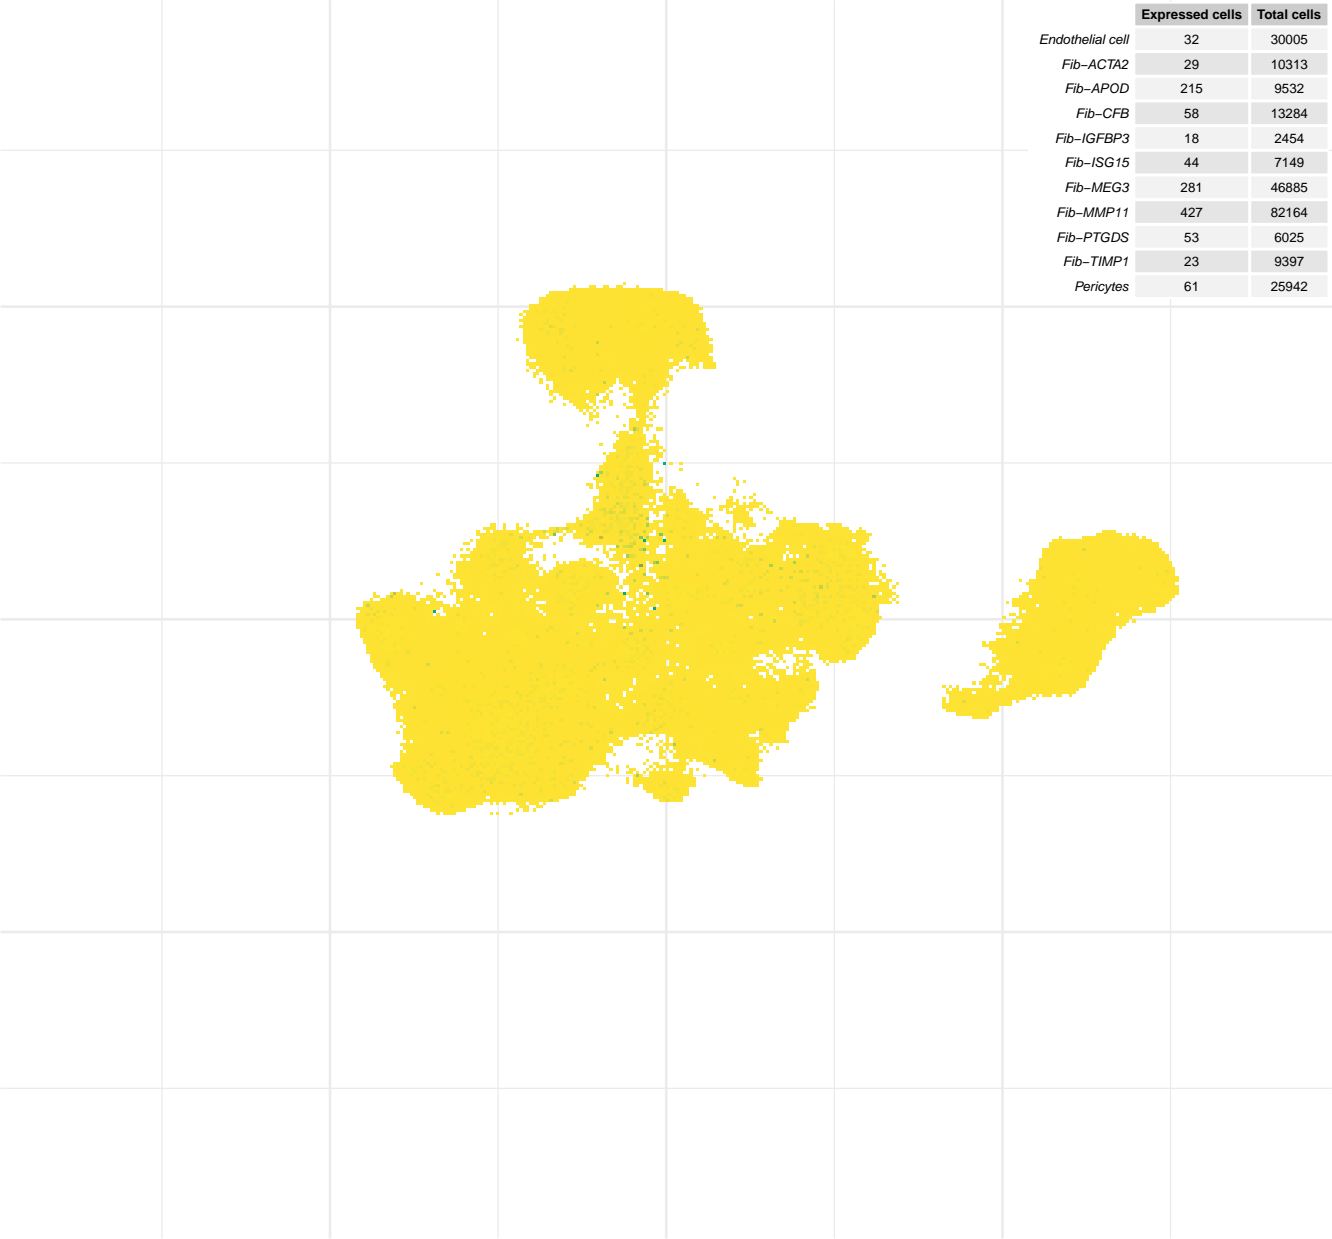 Expressed cells Total cells
Endothelial cell 32 30005
Fib−ACTA2 29 10313
Fib−APOD 215 9532
Fib−CFB 58 13284
Fib−IGFBP3 18 2454
Fib−ISG15 44 7149
Fib−MEG3 281 46885
Fib−MMP11 427 82164
Fib−PTGDS 53 6025
Fib−TIMP1 23 9397
Pericytes 61 25942